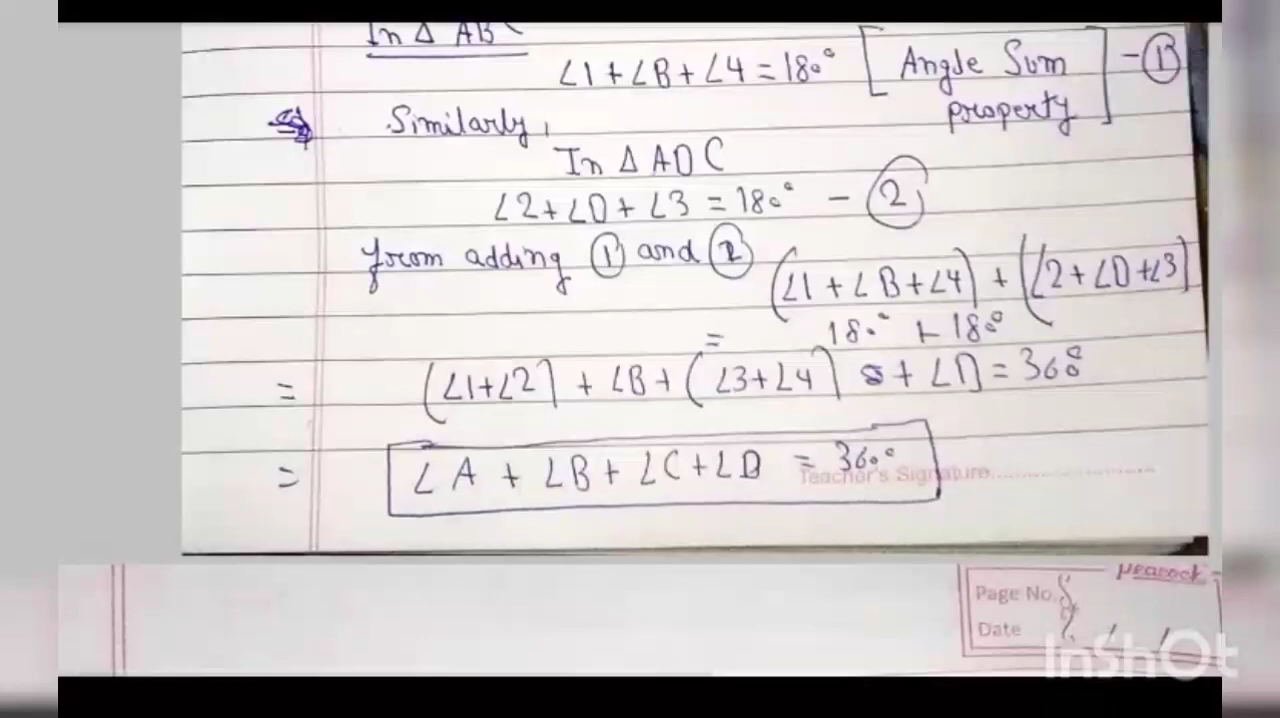 In Δ ABC
∠1 + ∠B + ∠4 = 180° [Angle Sum property] - ①
Similarly,
In Δ ADC
∠2 + ∠D + ∠3 = 180° - ②
from adding ① and ②
(∠1 + ∠B + ∠4) + (∠2 + ∠D + ∠3)
= 180° + 180°
= (∠1+∠2) + ∠B + (∠3+∠4) + ∠D = 360°
= ∠A + ∠B + ∠C + ∠D = 360°
Teacher's Signature
peacock
Page No.
Date
InShOt